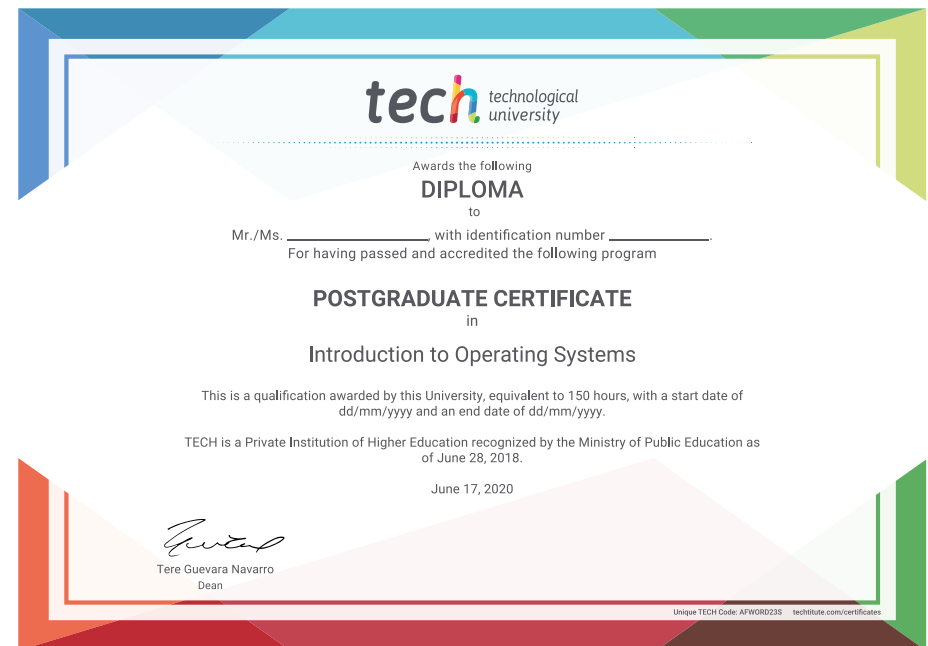 tech technological
university
Awards the following
DIPLOMA
to
Mr./Ms. ____________________, with identification number ______________.
For having passed and accredited the following program
POSTGRADUATE CERTIFICATE
in
Introduction to Operating Systems
This is a qualification awarded by this University, equivalent to 150 hours, with a start date of
dd/mm/yyyy and an end date of dd/mm/yyyy.
TECH is a Private Institution of Higher Education recognized by the Ministry of Public Education as
of June 28, 2018.
June 17, 2020
Tere Guevara Navarro
Dean
Unique TECH Code: AFWORD23S techtitute.com/certificates